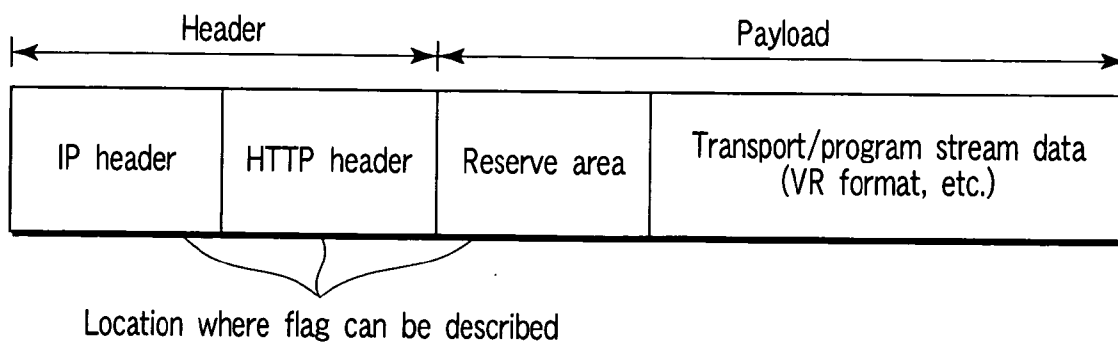 Header
Payload
IP header
HTTP header
Reserve area
Transport/program stream data
(VR format, etc.)
Location where flag can be described